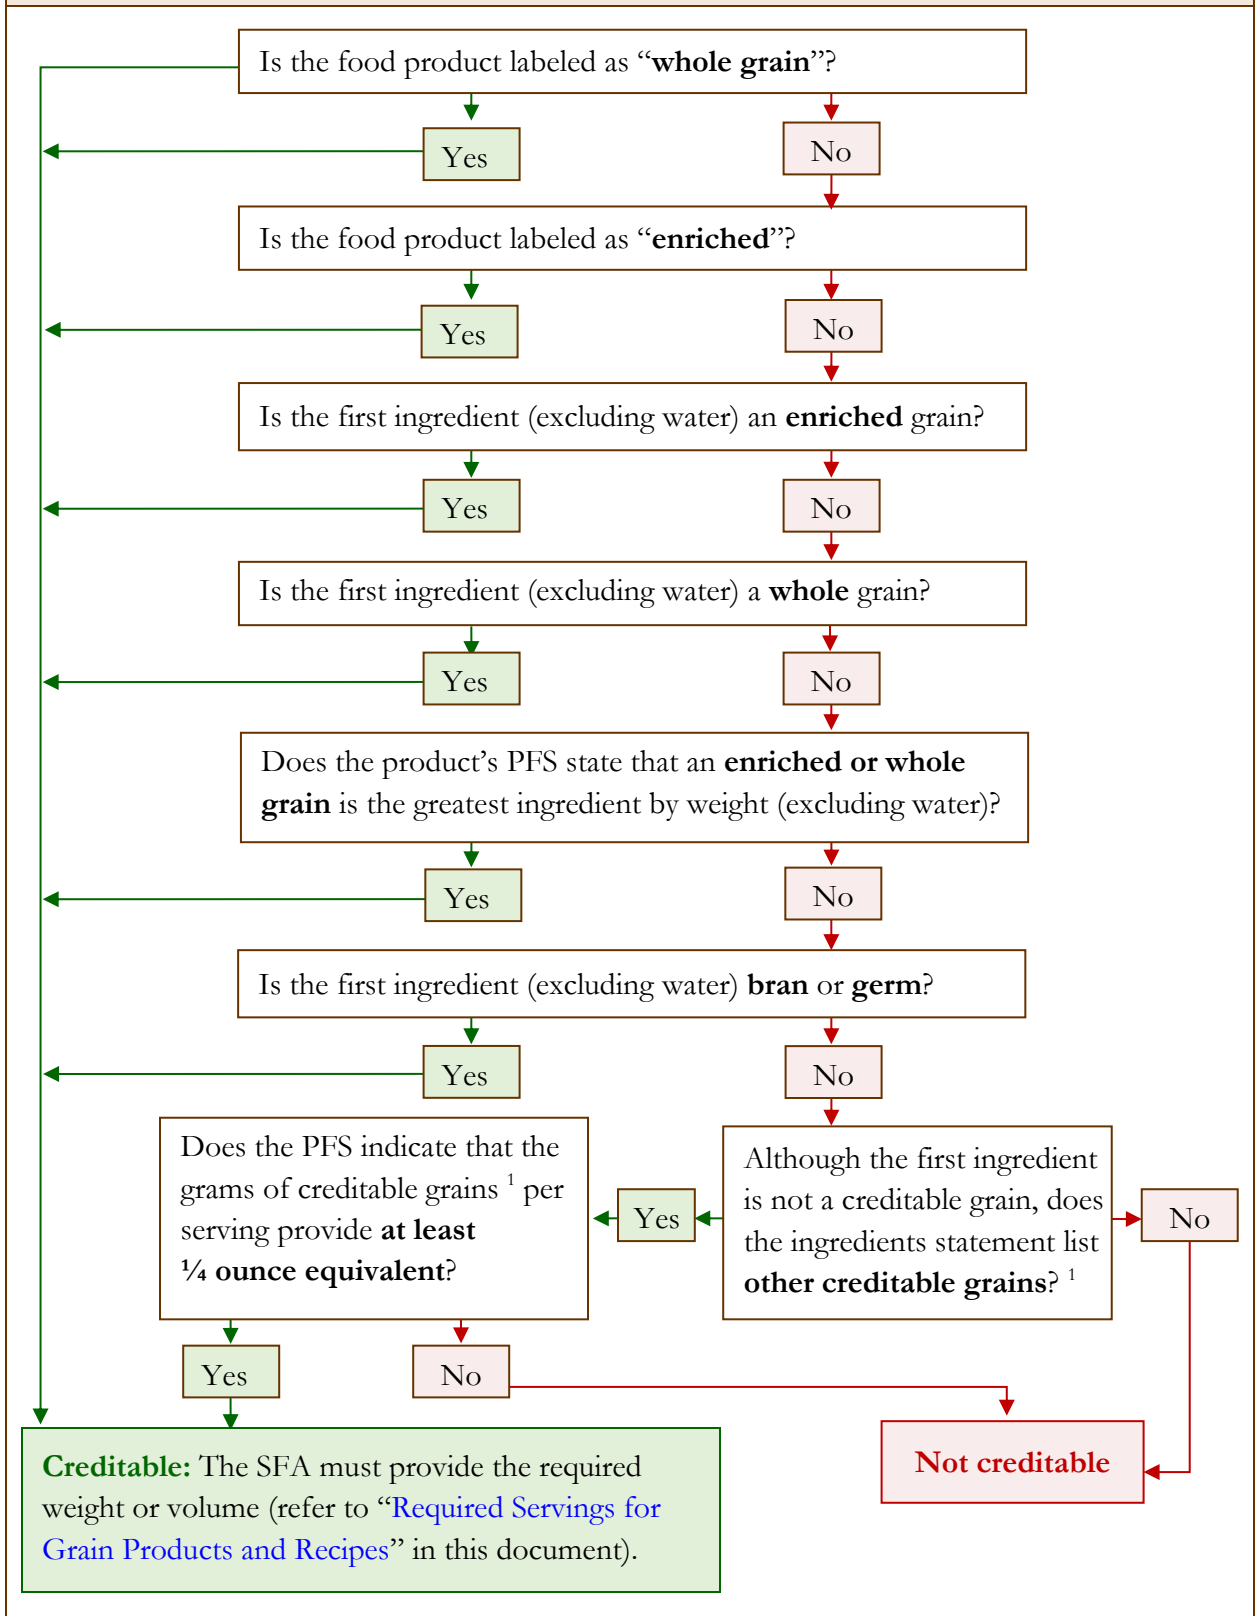 Is the food product labeled as “whole grain”?
Yes
No
Is the food product labeled as “enriched”?
Yes
No
Is the first ingredient (excluding water) an enriched grain?
Yes
No
Is the first ingredient (excluding water) a whole grain?
Yes
No
Does the product’s PFS state that an enriched or whole
grain is the greatest ingredient by weight (excluding water)?
Yes
No
Is the first ingredient (excluding water) bran or germ?
Yes
No
Does the PFS indicate that the
grams of creditable grains 1 per
serving provide at least
¼ ounce equivalent?
Yes
Although the first ingredient
is not a creditable grain, does
the ingredients statement list
other creditable grains? 1
No
Yes
No
Creditable: The SFA must provide the required
weight or volume (refer to “Required Servings for
Grain Products and Recipes” in this document).
Not creditable